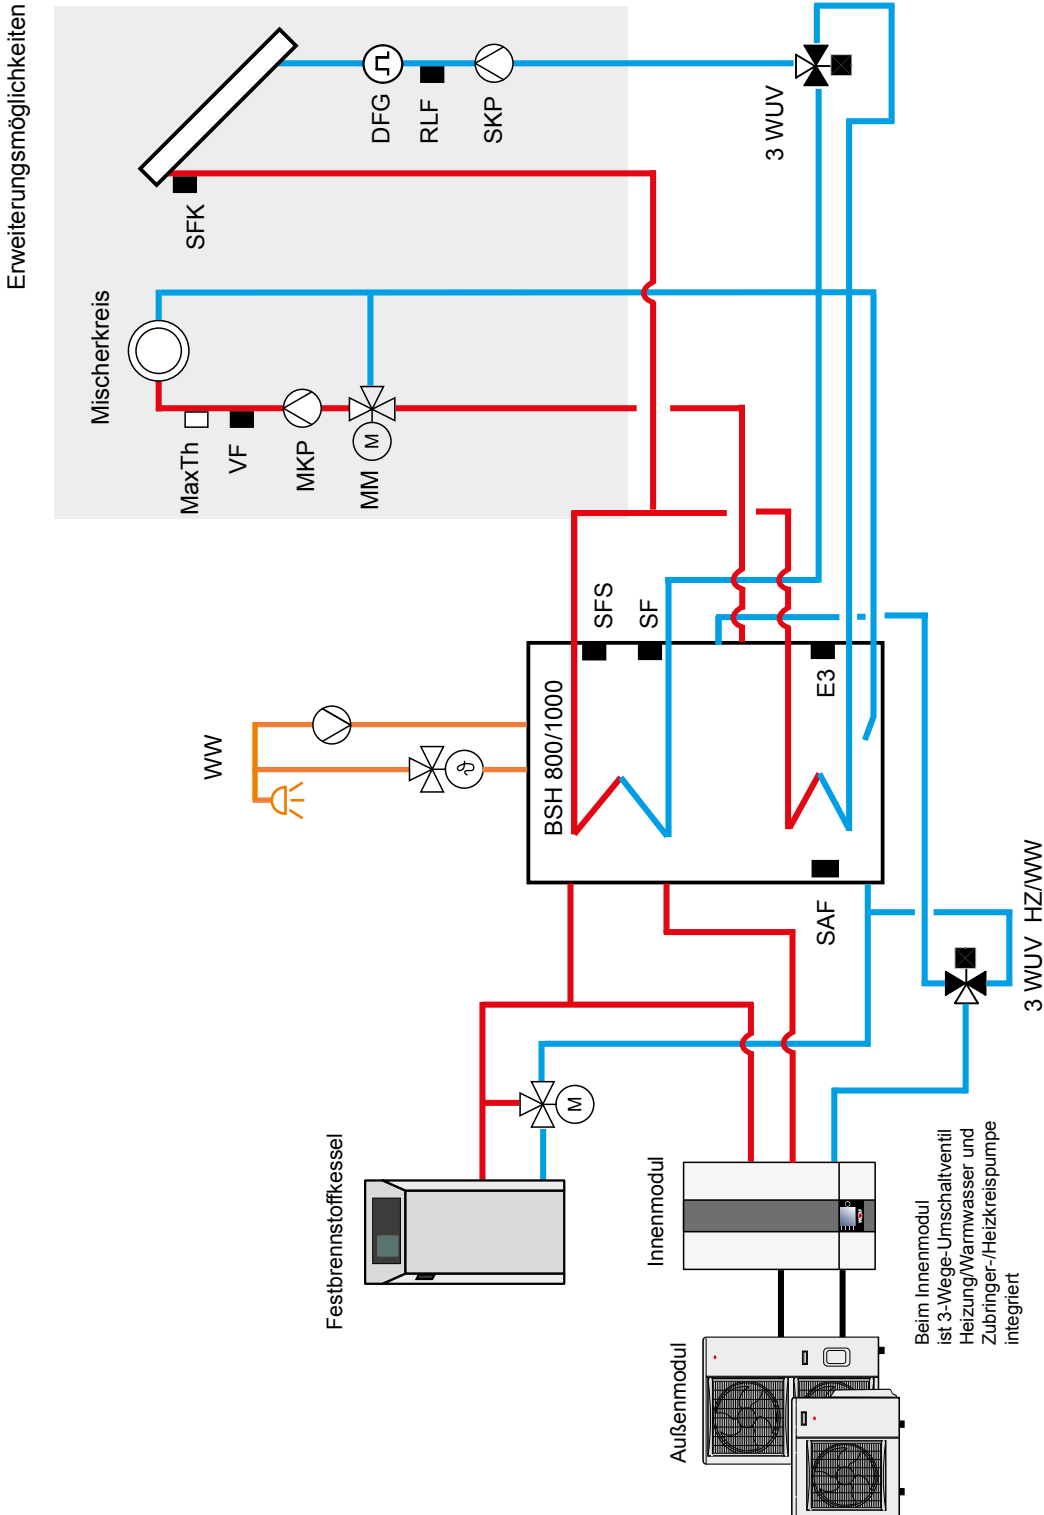 Erweiterungsmöglichkeiten
DFG
RLF
SKP
3 WUV
SFK
Mischerkreis
MaxTh
VF
MKP
MM
M
WW
ϑ
SFS
SF
BSH 800/1000
E3
SAF
3 WUV HZ/WW
M
Festbrennstoffkessel
Innenmodul
WOLF
Außenmodul
Beim Innenmodul
ist 3-Wege-Umschaltventil
Heizung/Warmwasser und
Zubringer-/Heizkreispumpe
integriert